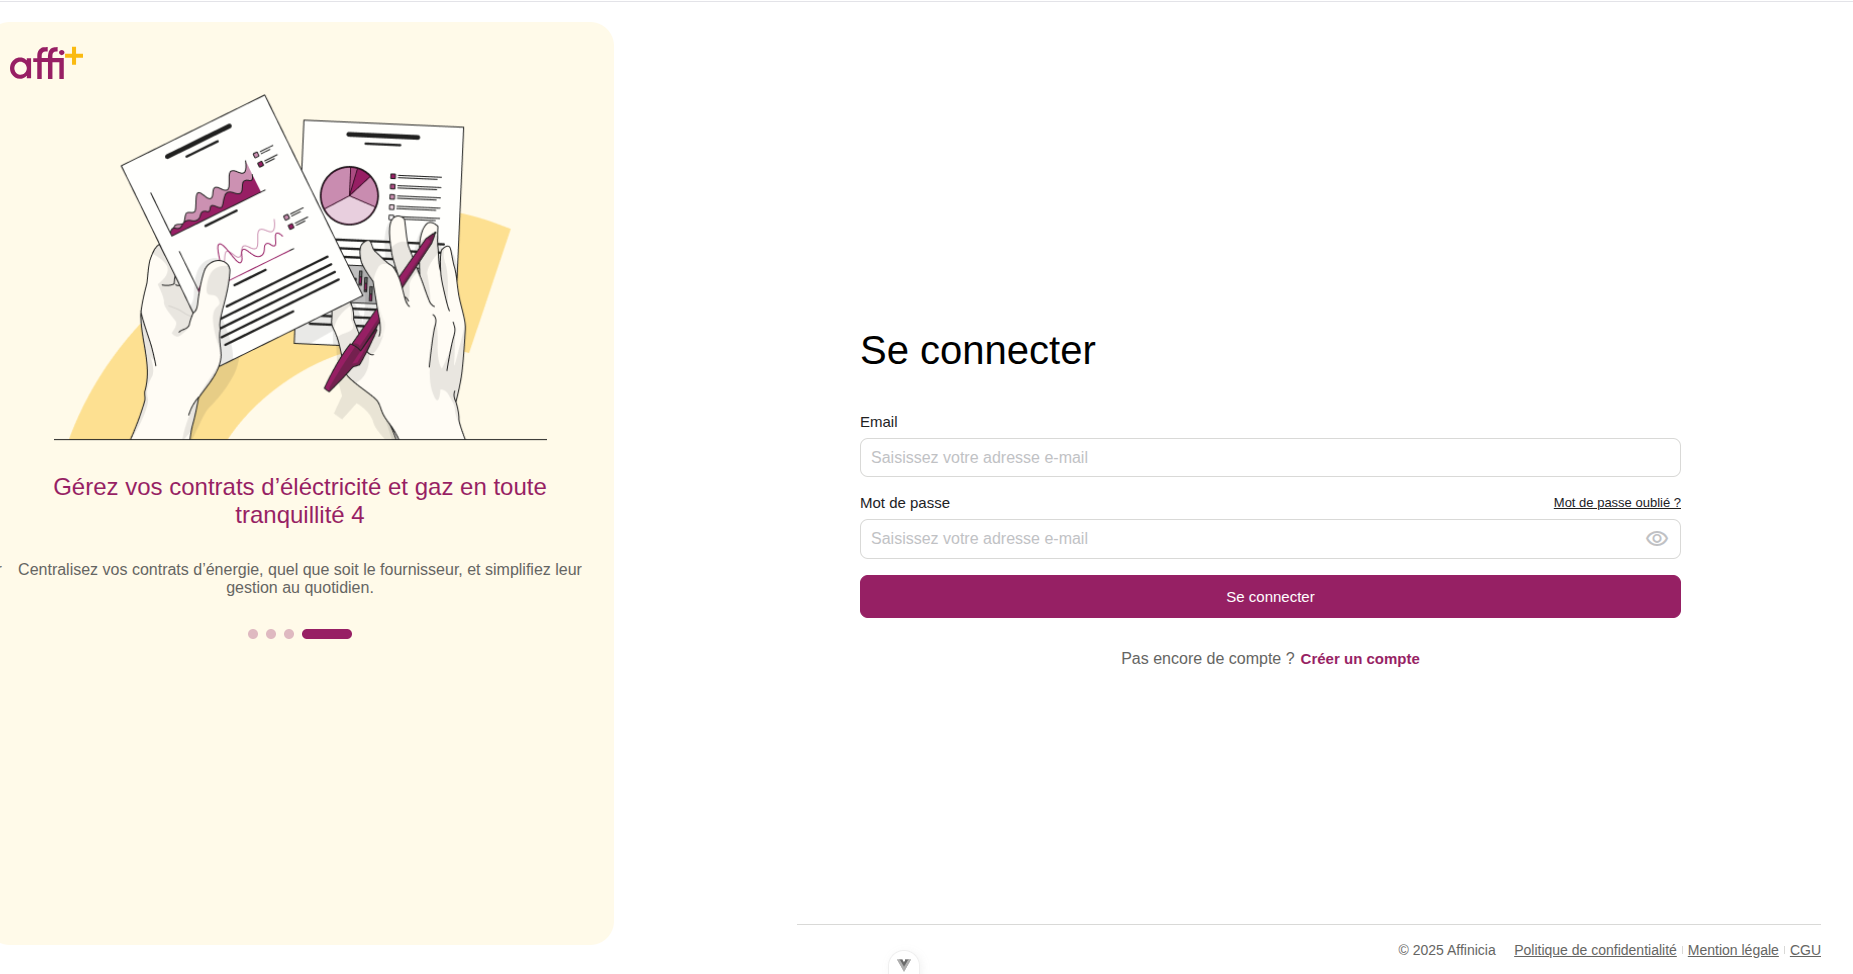 affi+
Gérez vos contrats d’éléctricité et gaz en toute
tranquillité 4
Centralisez vos contrats d’énergie, quel que soit le fournisseur, et simplifiez leur
gestion au quotidien.
Se connecter
Email
Saisissez votre adresse e-mail
Mot de passe
Mot de passe oublié ?
Saisissez votre adresse e-mail
Se connecter
Pas encore de compte ? Créer un compte
© 2025 Affinicia Politique de confidentialité Mention légale CGU